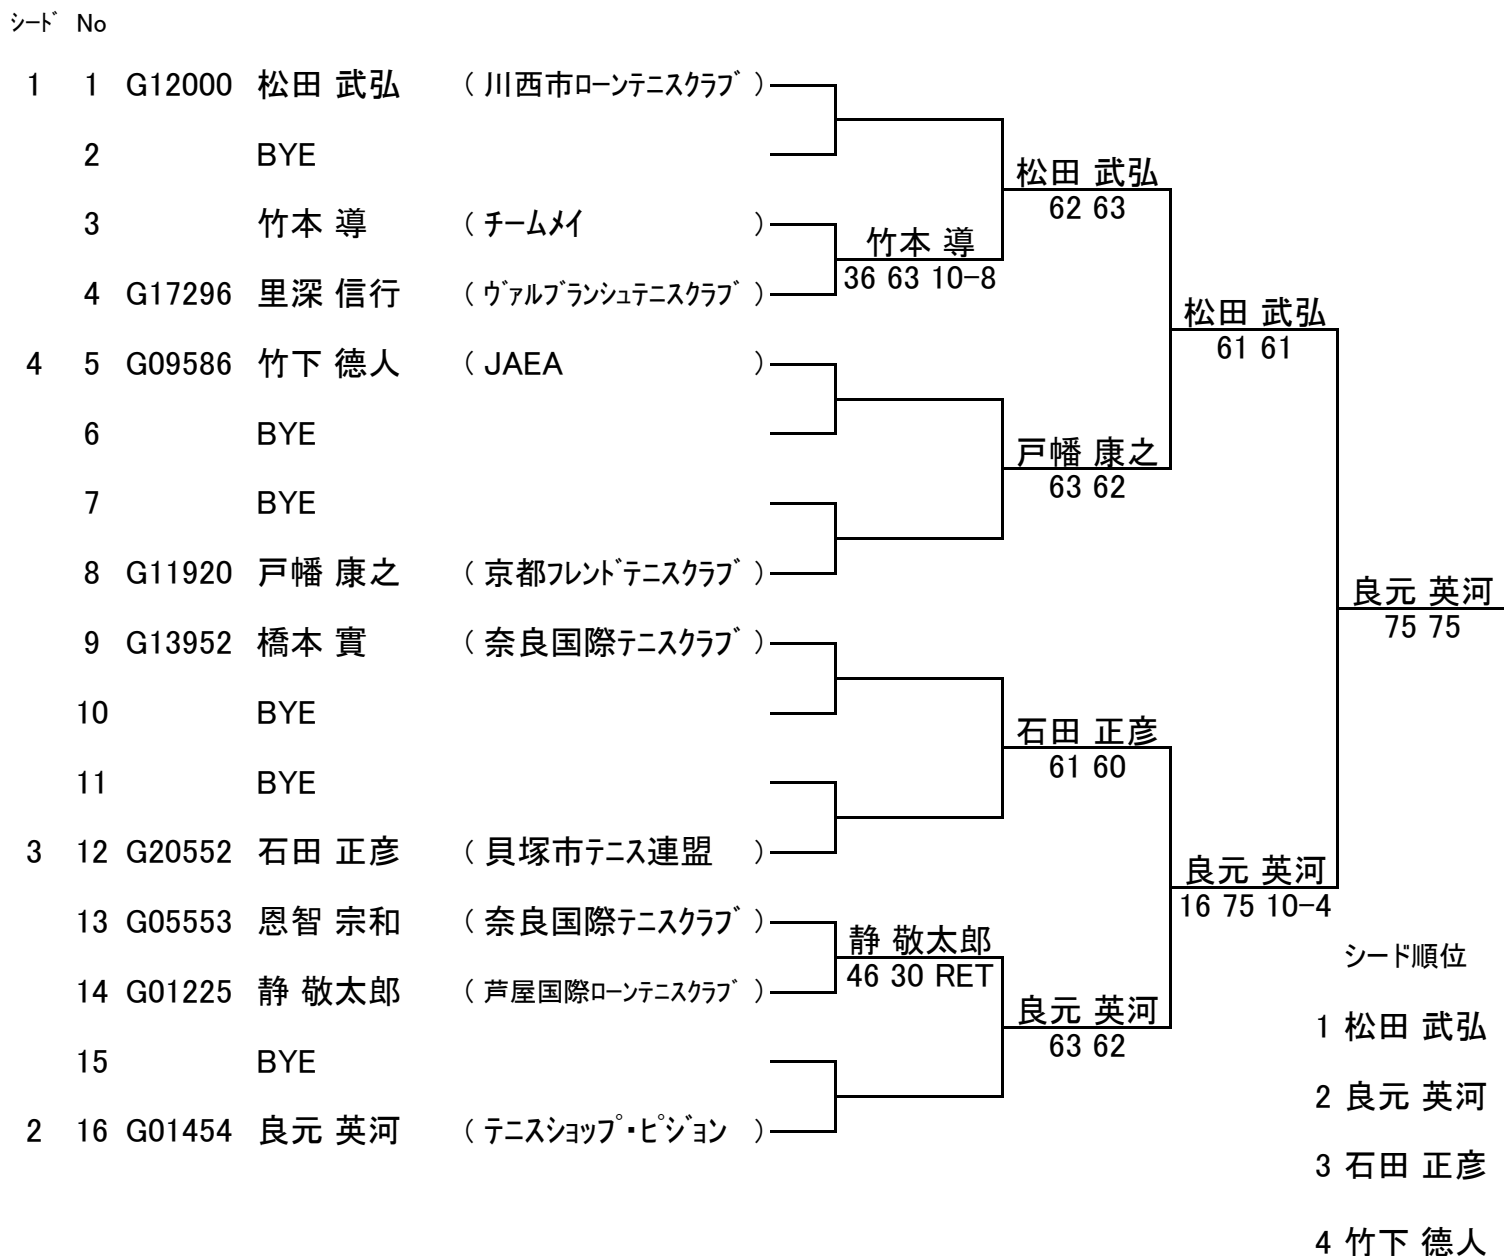 ｼｰﾄﾞ No
1 1 G12000 松田 武弘 ( 川西市ﾛｰﾝﾃﾆｽｸﾗﾌﾞ )
2 BYE
松田 武弘
62 63
3 竹本 導 ( ﾁｰﾑﾒｲ )
竹本 導
36 63 10-8
4 G17296 里深 信行 ( ｳﾞｧﾙﾌﾞﾗﾝｼｭﾃﾆｽｸﾗﾌﾞ )
松田 武弘
61 61
4 5 G09586 竹下 德人 ( JAEA )
6 BYE
戸幡 康之
63 62
7 BYE
8 G11920 戸幡 康之 ( 京都ﾌﾚﾝﾄﾞﾃﾆｽｸﾗﾌﾞ )
良元 英河
75 75
9 G13952 橋本 實 ( 奈良国際ﾃﾆｽｸﾗﾌﾞ )
10 BYE
石田 正彦
61 60
11 BYE
3 12 G20552 石田 正彦 ( 貝塚市ﾃﾆｽ連盟 )
良元 英河
16 75 10-4
13 G05553 恩智 宗和 ( 奈良国際ﾃﾆｽｸﾗﾌﾞ )
静 敬太郎
46 30 RET
シード順位
14 G01225 静 敬太郎 ( 芦屋国際ﾛｰﾝﾃﾆｽｸﾗﾌﾞ )
良元 英河
63 62
1 松田 武弘
15 BYE
2 良元 英河
2 16 G01454 良元 英河 ( ﾃﾆｽｼｮｯﾌﾟ･ﾋﾟｼﾞｮﾝ )
3 石田 正彦
4 竹下 德人